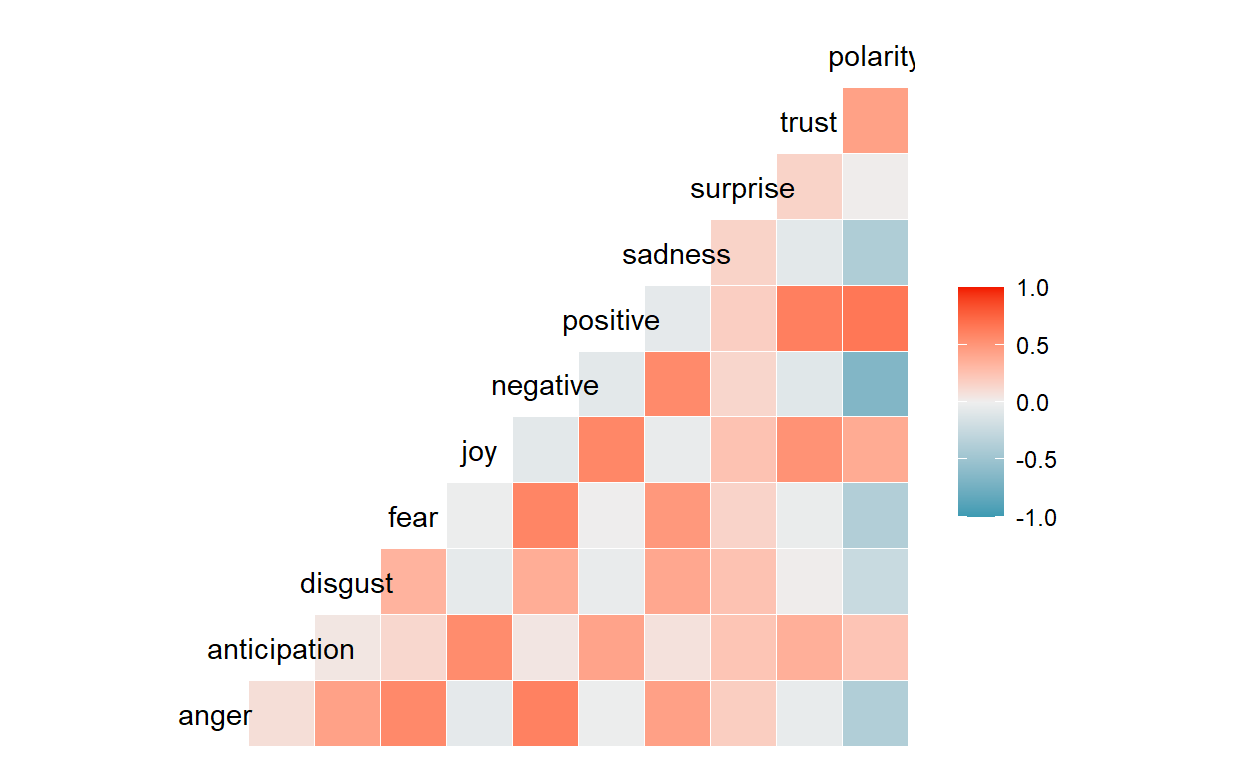 polarity
trust
surprise
sadness
positive
negative
joy
fear
disgust
anticipation
anger
1.0
0.5
0.0
-0.5
-1.0